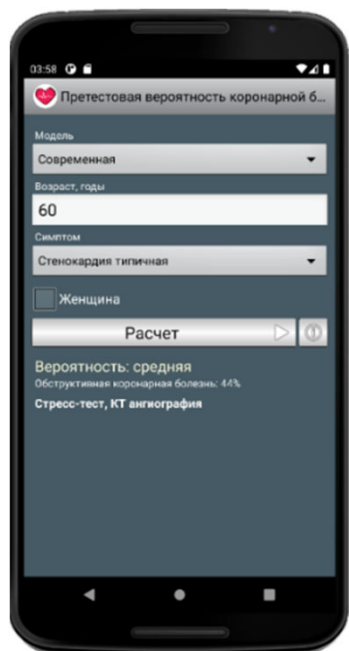 03:58
Претестовая вероятность коронарной б...
Модель
Современная
Возраст, годы
60
Симптом
Стенокардия типичная
Женщина
Расчет
Вероятность: средняя
Обструктивная коронарная болезнь: 44%
Стресс-тест, КТ ангиография